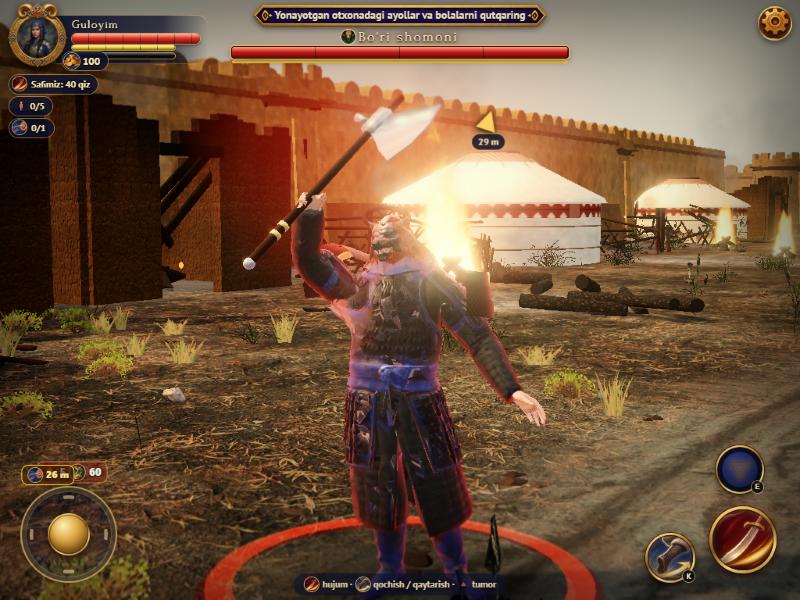 Yonayotgan otxonadagi ayollar va bolalarni qutqaring
Guloyim
Bo'ri shomoni
100
Safimiz: 40 qiz
0/5
0/1
29 m
26 m
60
E
K
hujum - qochish / qaytarish - tumor